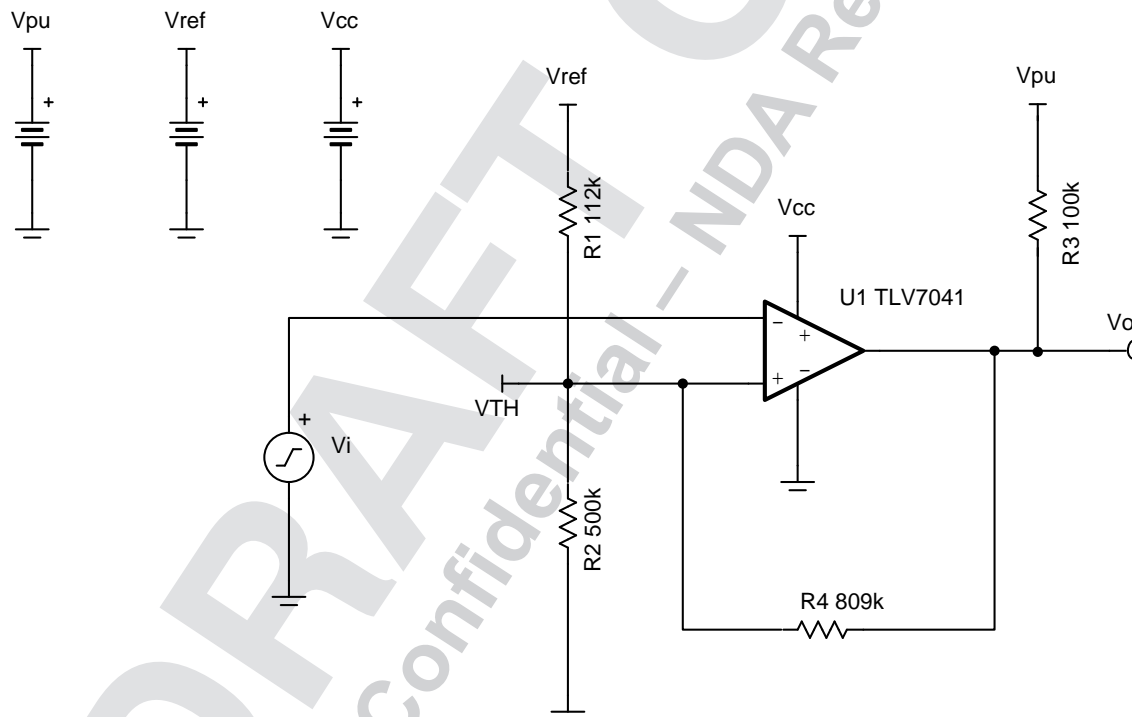 Vpu
Vref
Vcc
+
+
+
Vref
Vpu
R1 112k
Vcc
R3 100k
U1 TLV7041
−
+
−
+
Vo
VTH
+
Vi
R2 500k
R4 809k
DRAFT
Confidential – NDA